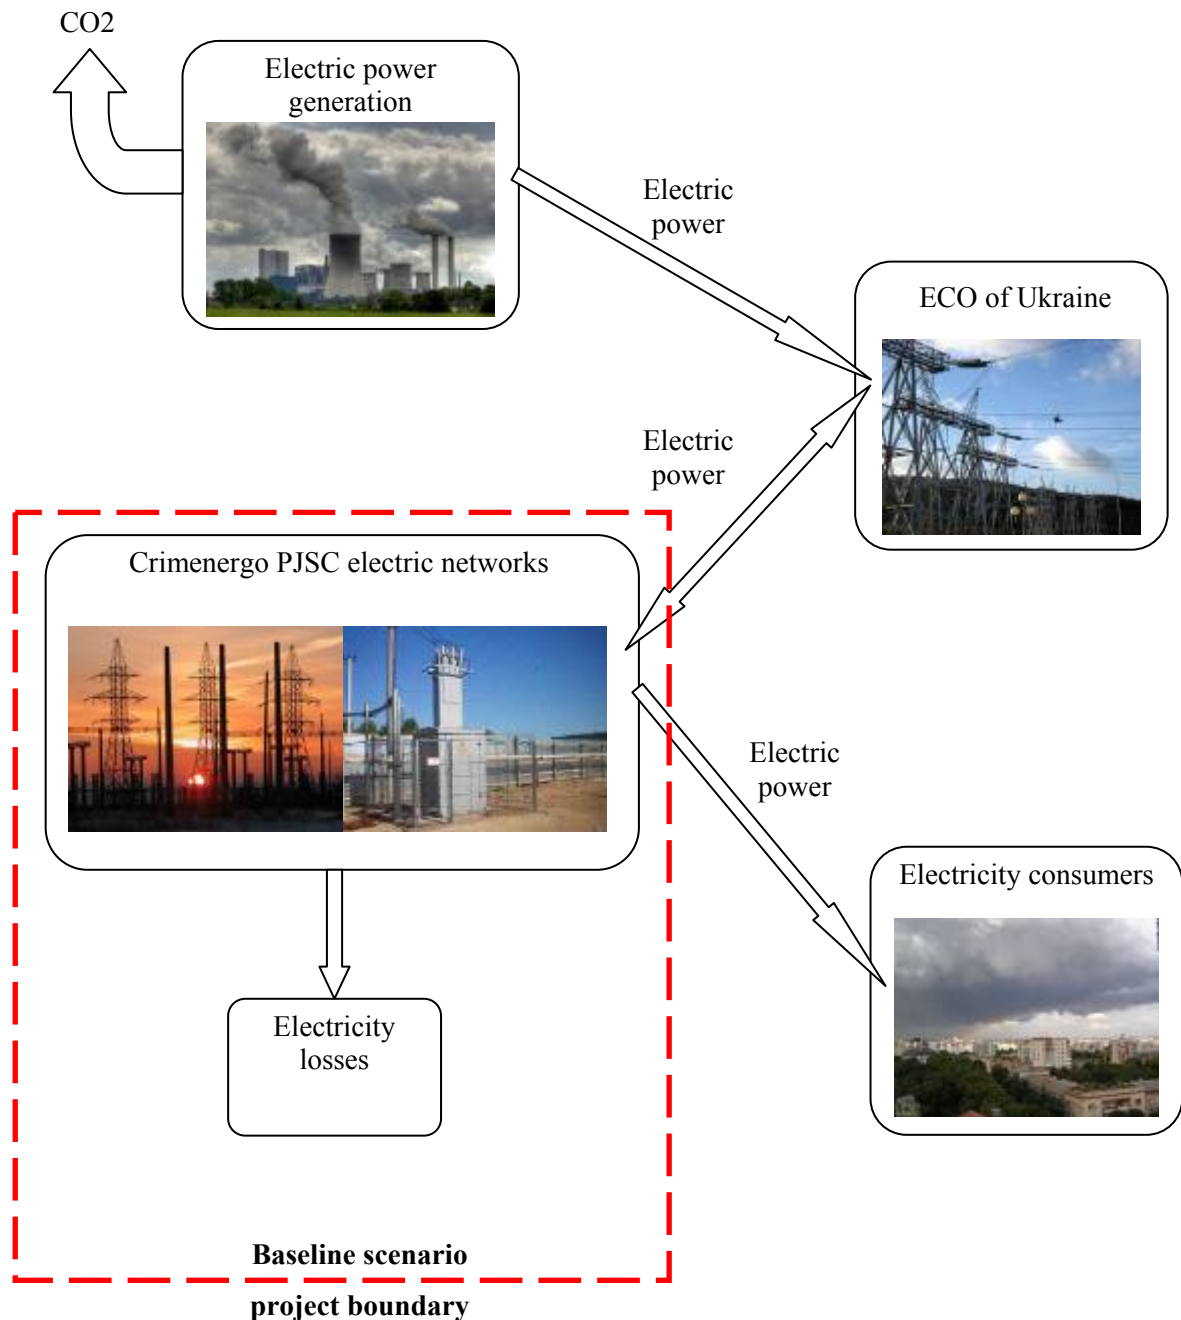 CO2
Electric power
generation
Electric
power
ECO of Ukraine
Electric
power
Crimenergo PJSC electric networks
Electric
power
Electricity consumers
Electricity
losses
Baseline scenario
project boundary